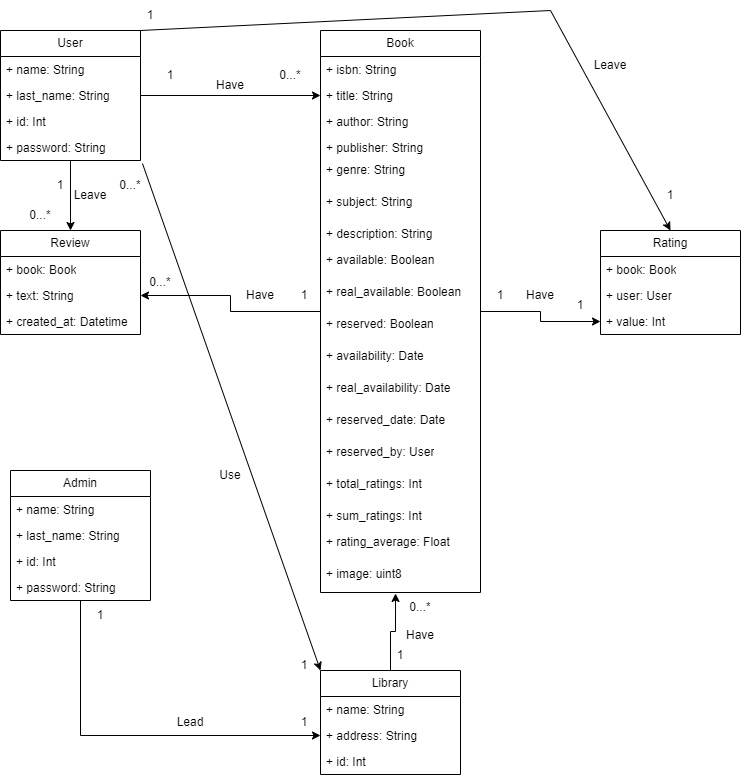 1
User
+ name: String
+ last_name: String
+ id: Int
+ password: String
1
Have
0...*
Book
+ isbn: String
+ title: String
+ author: String
+ publisher: String
+ genre: String
+ subject: String
+ description: String
+ available: Boolean
+ real_available: Boolean
+ reserved: Boolean
+ availability: Date
+ real_availability: Date
+ reserved_date: Date
+ reserved_by: User
+ total_ratings: Int
+ sum_ratings: Int
+ rating_average: Float
+ image: uint8
Leave
1
1
Leave
0...*
0...*
Review
+ book: Book
+ text: String
+ created_at: Datetime
0...*
Have
1
1
Have
1
Rating
+ book: Book
+ user: User
+ value: Int
Use
Admin
+ name: String
+ last_name: String
+ id: Int
+ password: String
1
0...*
Have
1
1
Library
+ name: String
+ address: String
+ id: Int
Lead
1